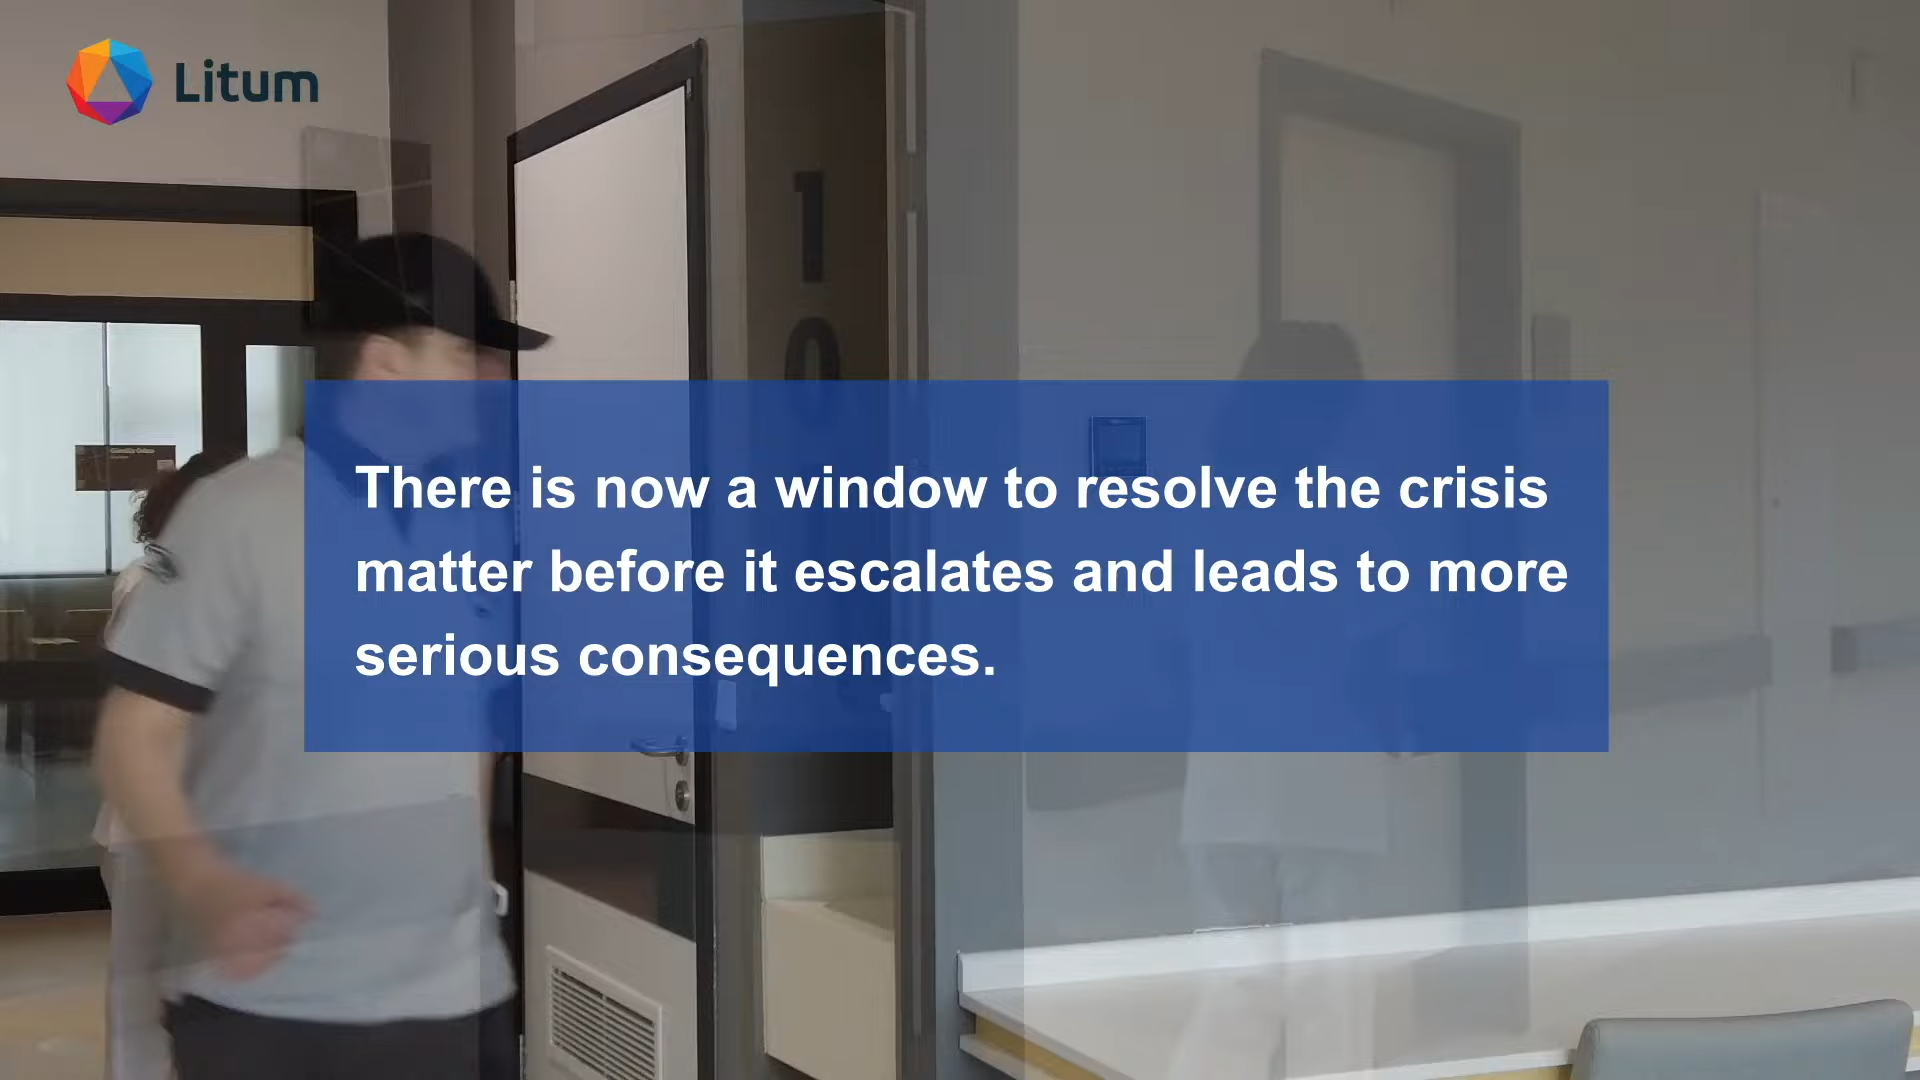 Litum
10
There is now a window to resolve the crisis
matter before it escalates and leads to more
serious consequences.